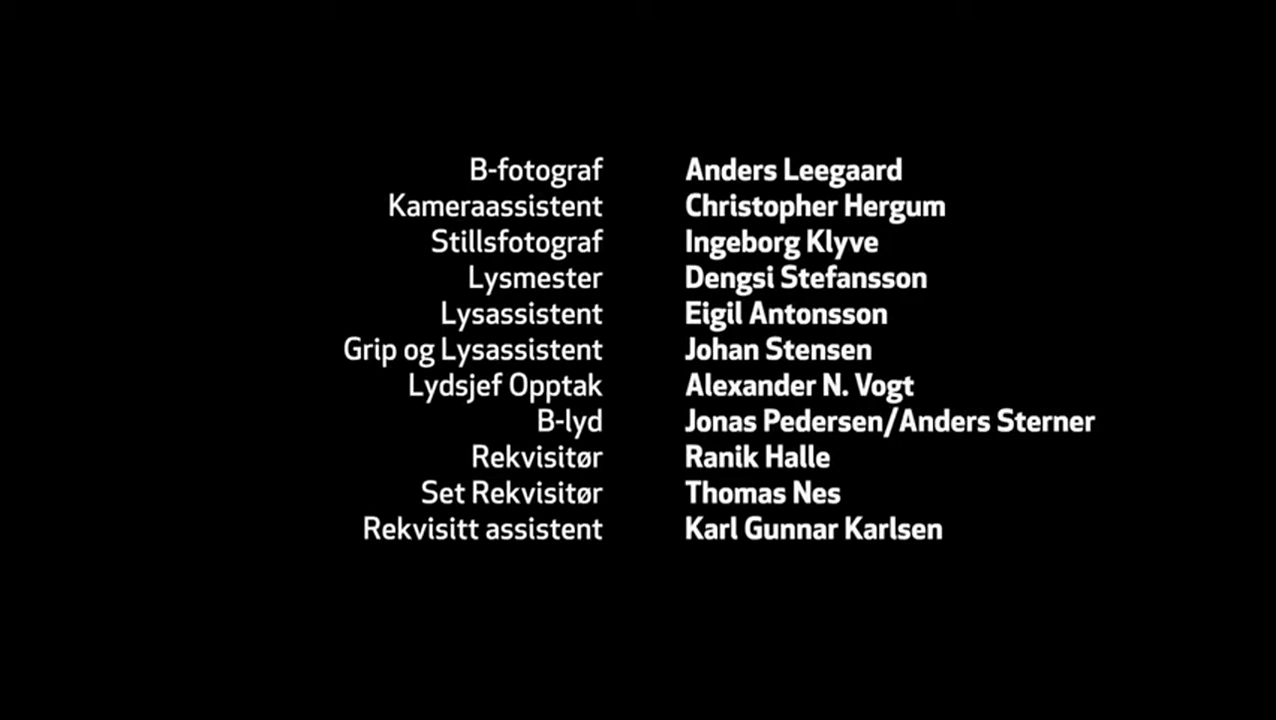 B-fotograf Anders Leegaard
Kameraassistent Christopher Hergum
Stillsfotograf Ingeborg Klyve
Lysmester Dengsi Stefansson
Lysassistent Eigil Antonsson
Grip og Lysassistent Johan Stensen
Lydsjef Opptak Alexander N. Vogt
B-lyd Jonas Pedersen/Anders Sterner
Rekvisitør Ranik Halle
Set Rekvisitør Thomas Nes
Rekvisitt assistent Karl Gunnar Karlsen